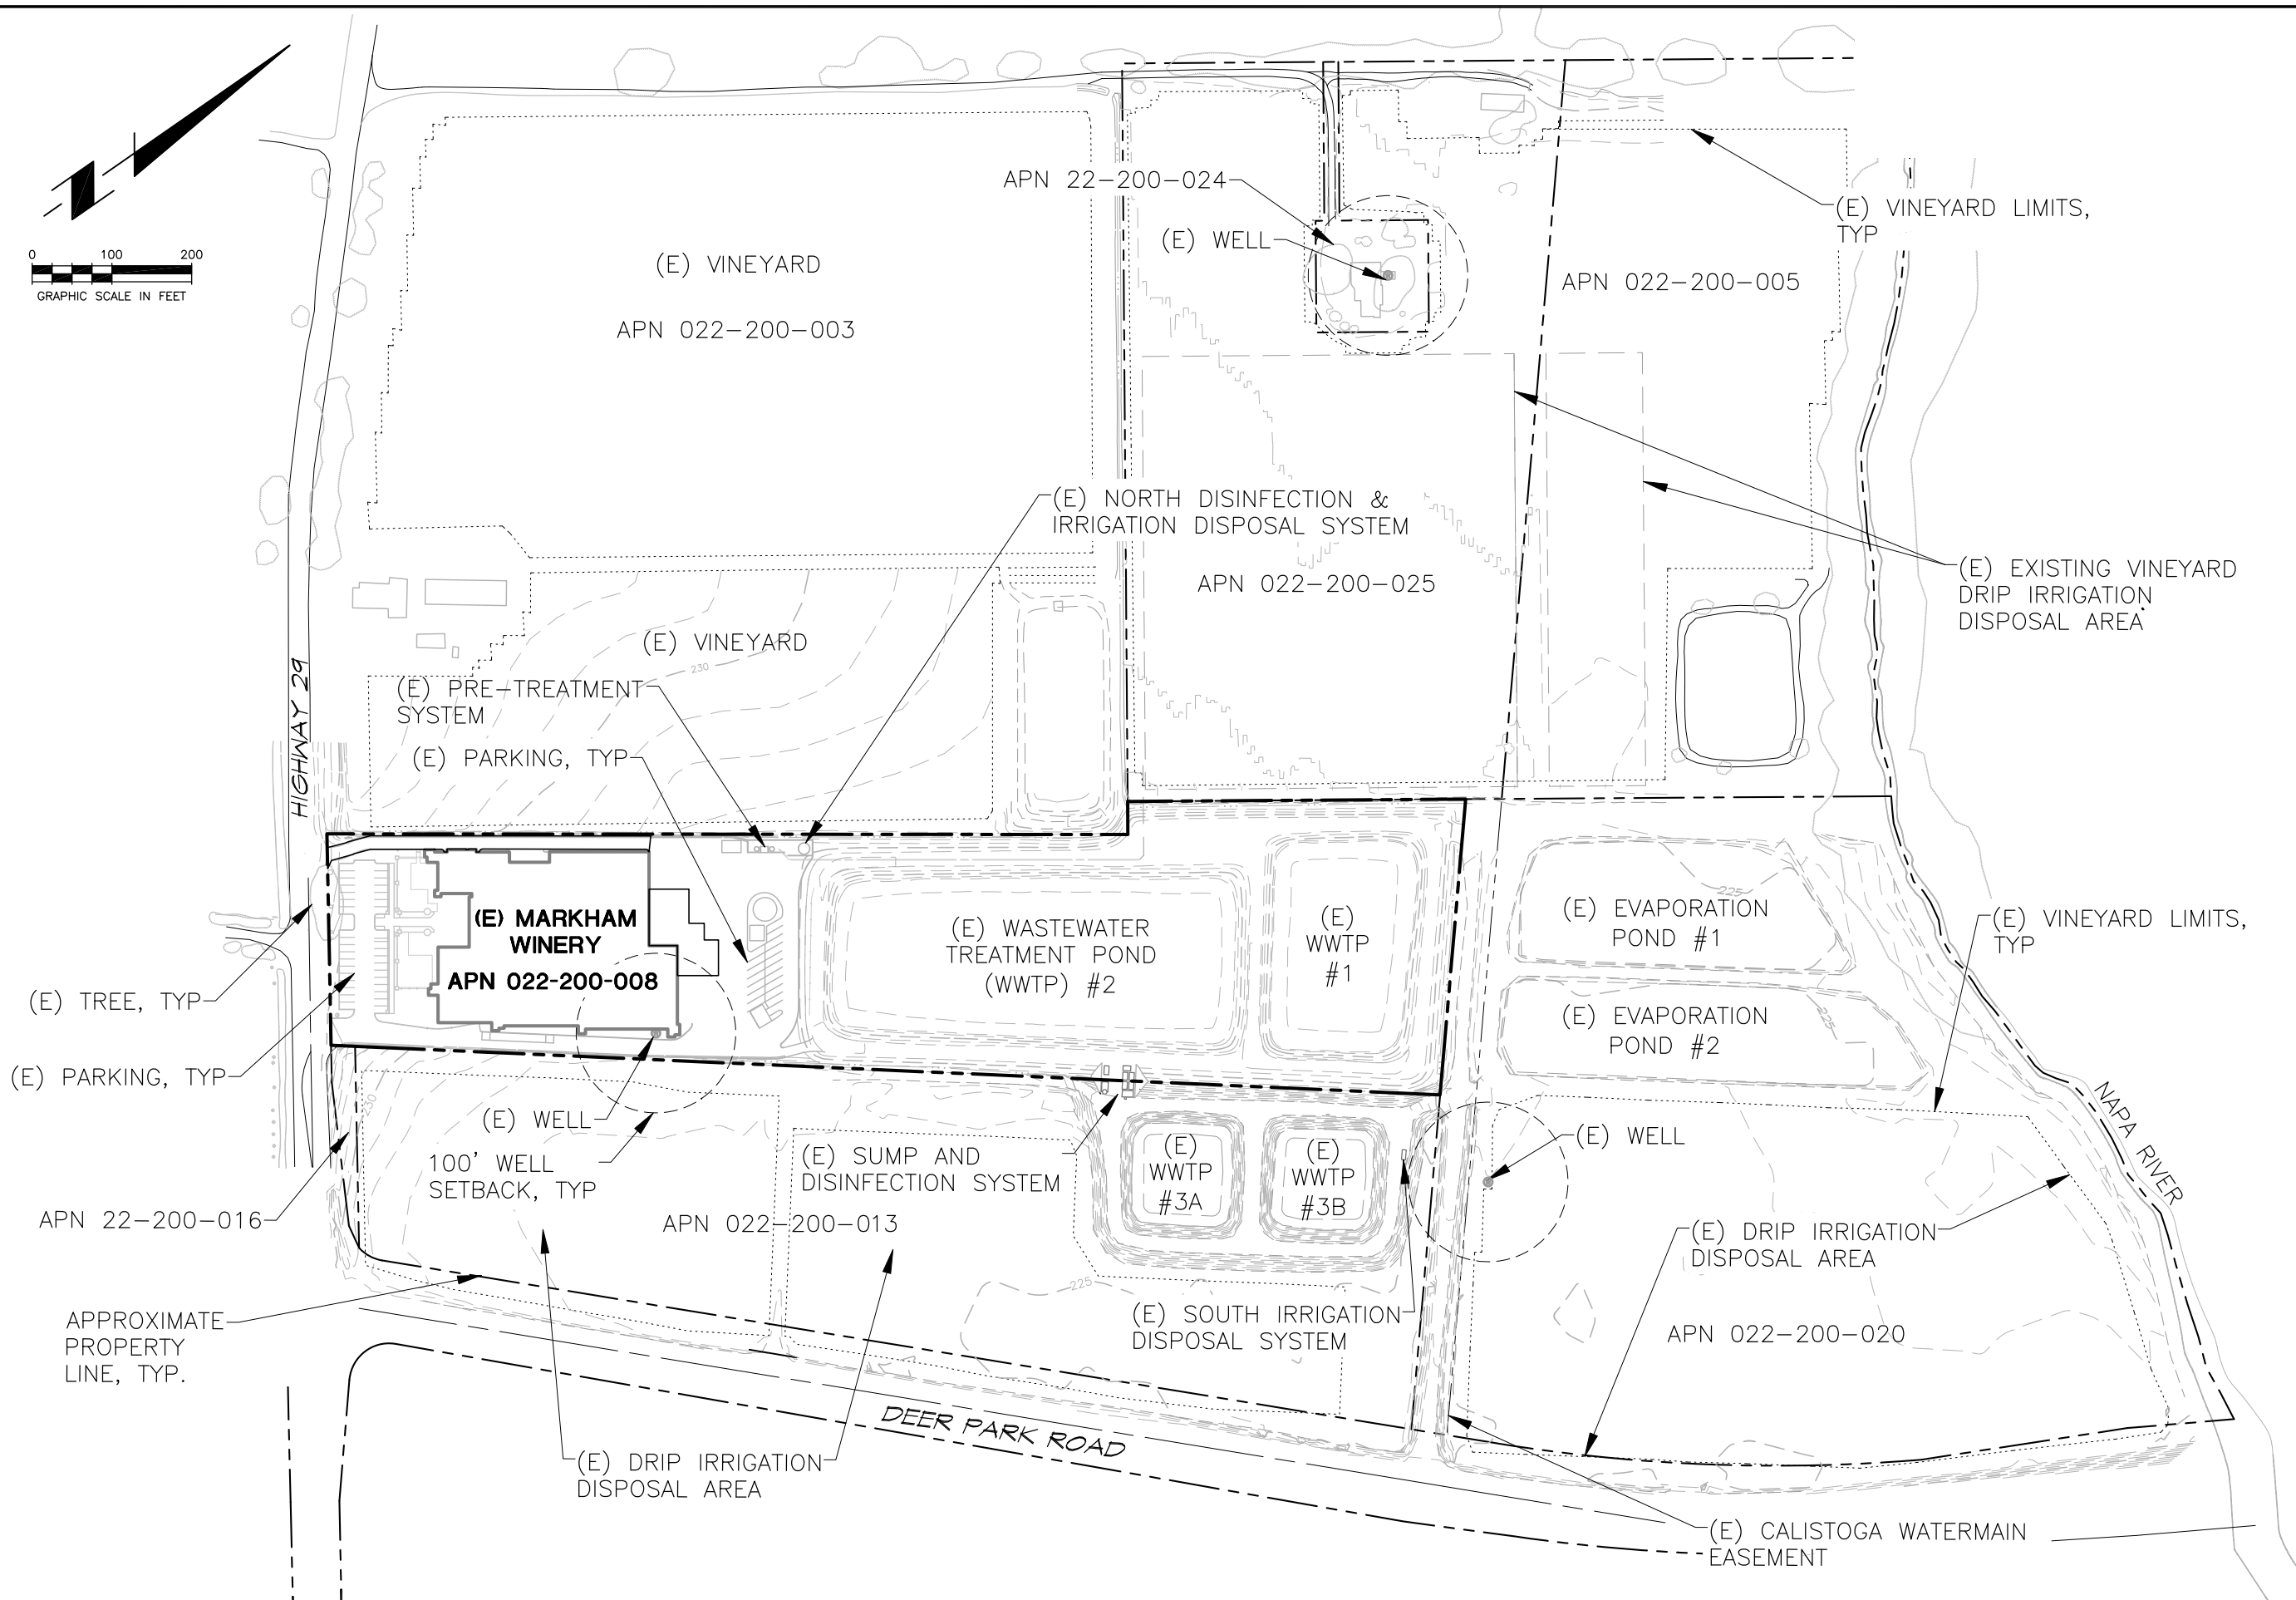 N
0 100 200
GRAPHIC SCALE IN FEET
APN 22-200-024
(E) WELL
(E) VINEYARD LIMITS,
TYP
(E) VINEYARD
APN 022-200-003
APN 022-200-005
(E) NORTH DISINFECTION &
IRRIGATION DISPOSAL SYSTEM
APN 022-200-025
(E) EXISTING VINEYARD
DRIP IRRIGATION
DISPOSAL AREA
(E) VINEYARD
230
(E) PRE-TREATMENT
SYSTEM
(E) PARKING, TYP
HIGHWAY 29
(E) MARKHAM
WINERY
APN 022-200-008
(E) WASTEWATER
TREATMENT POND
(WWTP) #2
(E)
WWTP
#1
225
(E) EVAPORATION
POND #1
(E) EVAPORATION
POND #2
225
(E) VINEYARD LIMITS,
TYP
(E) TREE, TYP
(E) PARKING, TYP
230
(E) WELL
100' WELL
SETBACK, TYP
(E) SUMP AND
DISINFECTION SYSTEM
(E)
WWTP
#3A
(E)
WWTP
#3B
(E) WELL
NAPA RIVER
APN 22-200-016
APN 022-200-013
(E) DRIP IRRIGATION
DISPOSAL AREA
225
(E) SOUTH IRRIGATION
DISPOSAL SYSTEM
APN 022-200-020
APPROXIMATE
PROPERTY
LINE, TYP.
DEER PARK ROAD
(E) DRIP IRRIGATION
DISPOSAL AREA
(E) CALISTOGA WATERMAIN
EASEMENT